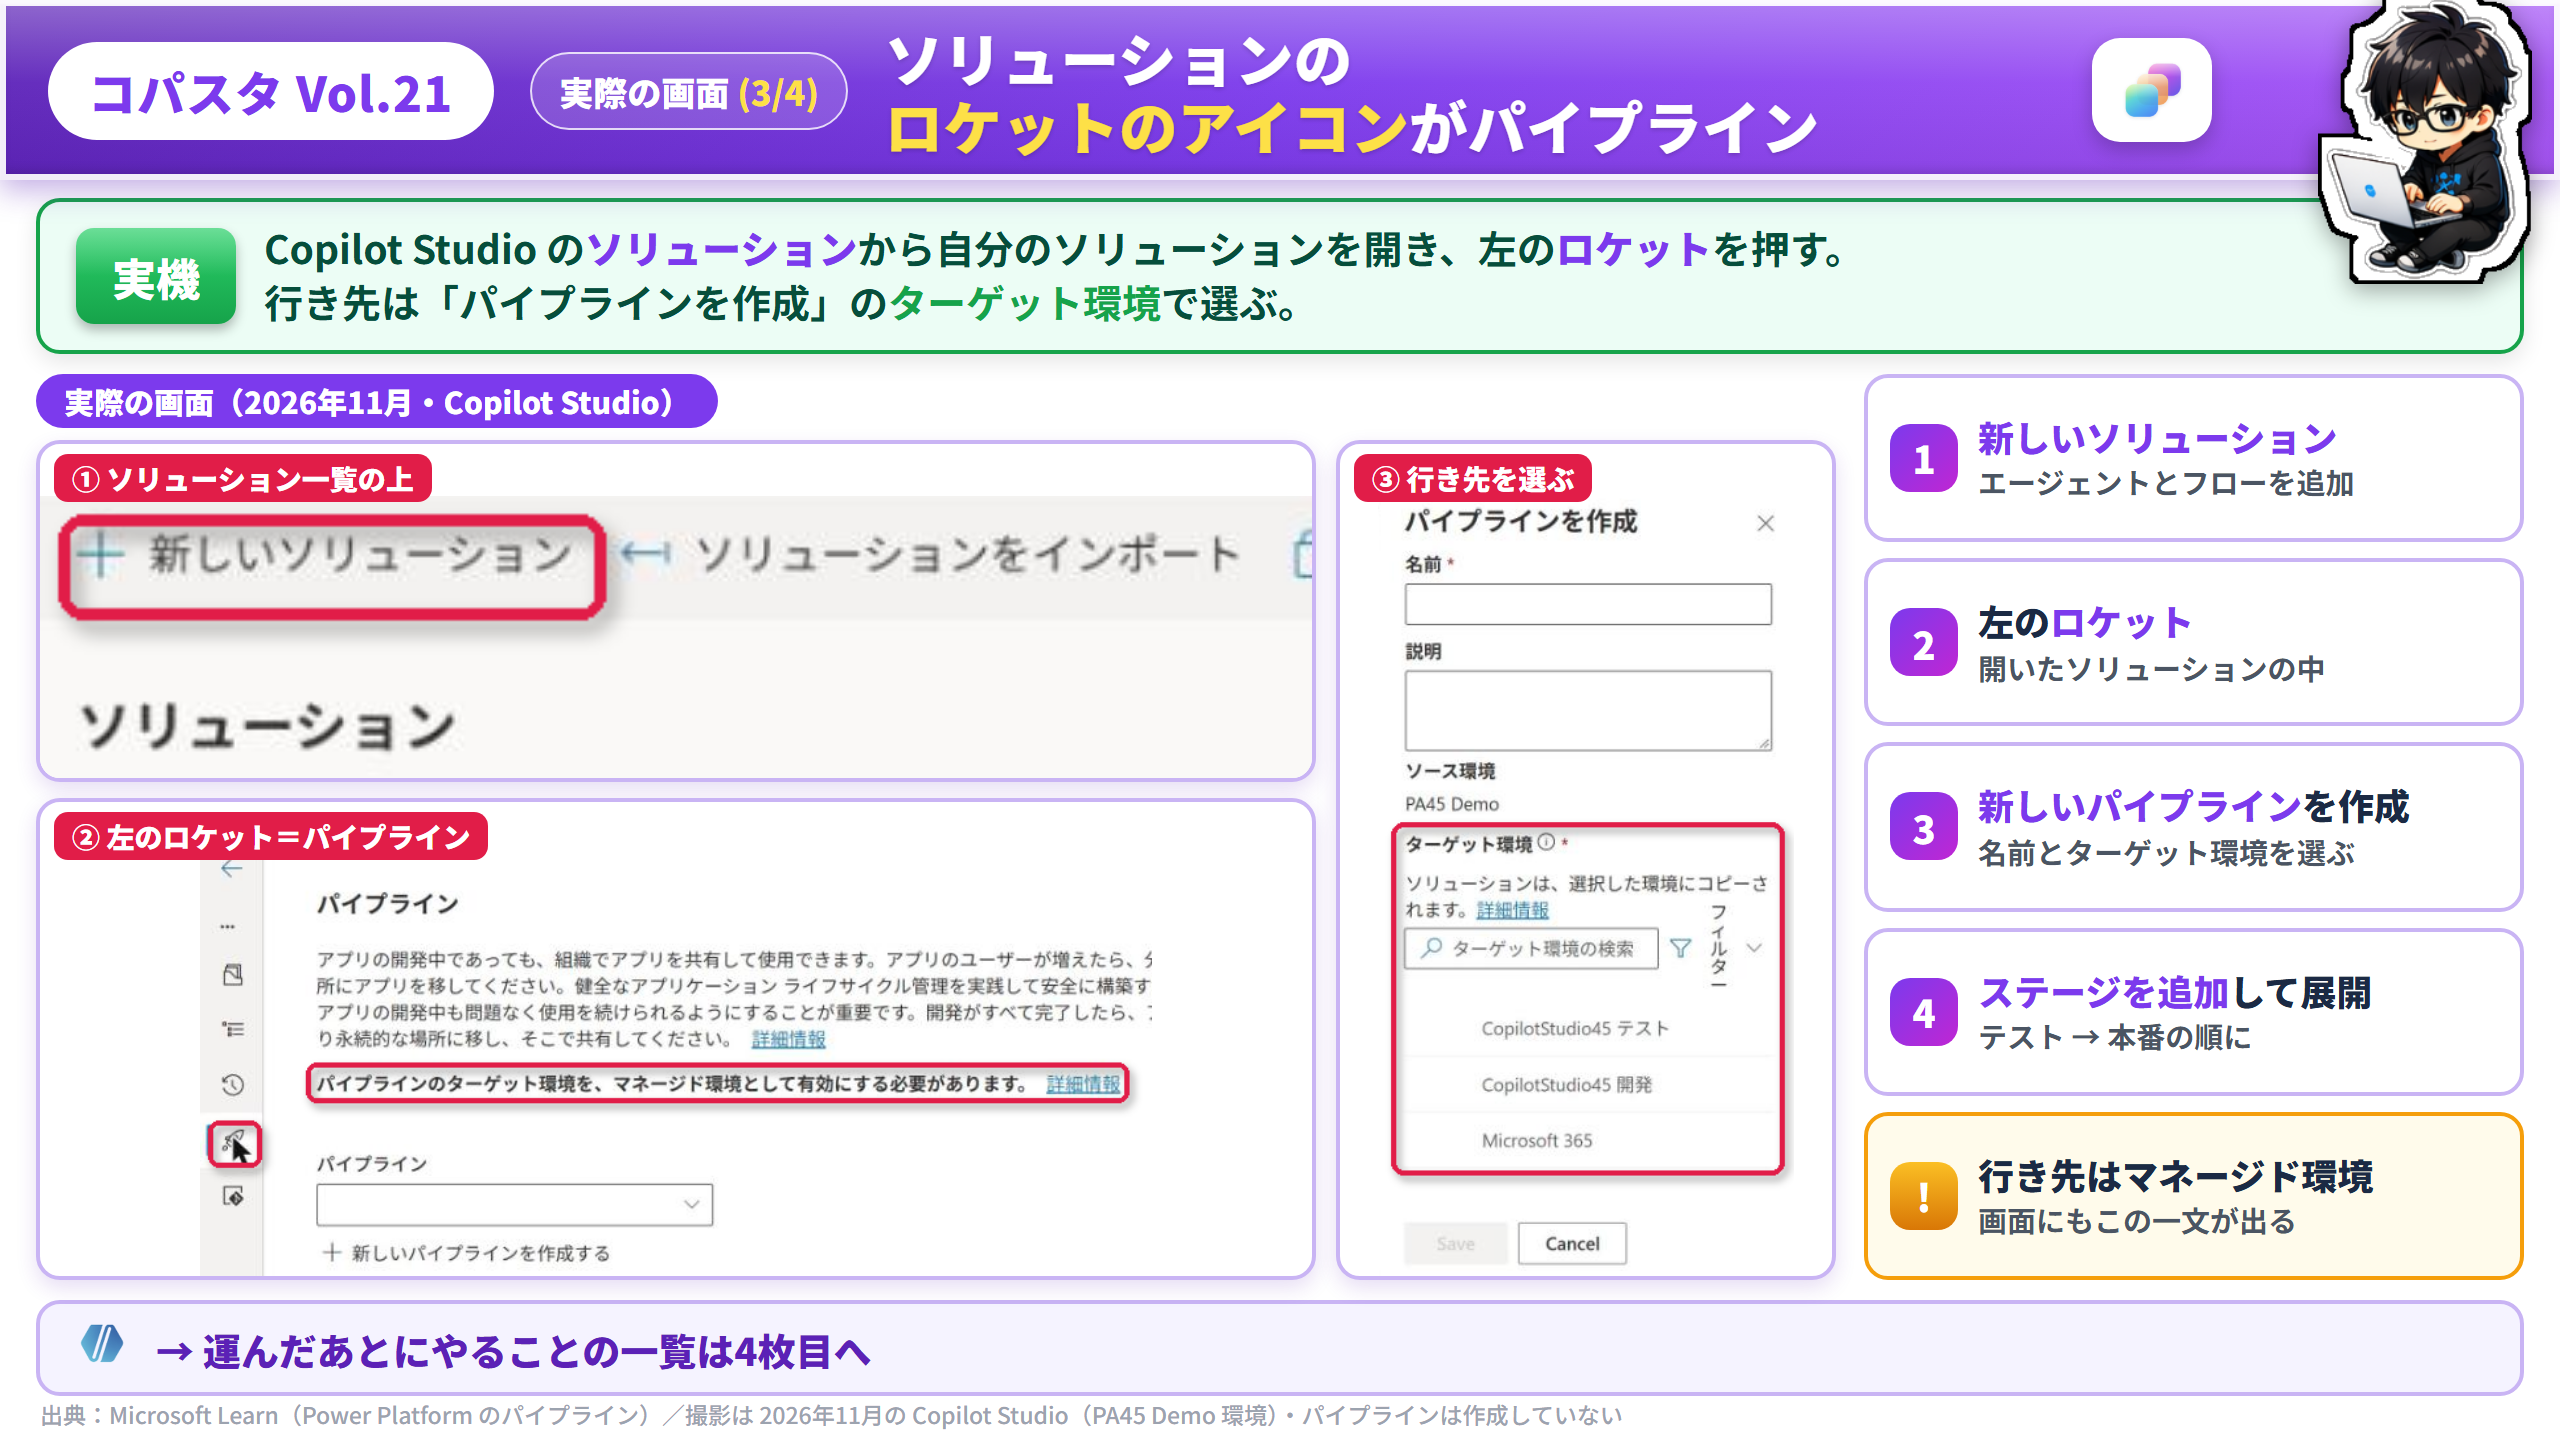 コパスタ Vol.21
実際の画面 (3/4)
ソリューションの
ロケットのアイコンがパイプライン
実機
Copilot Studio のソリューションから自分のソリューションを開き、左のロケットを押す。
行き先は「パイプラインを作成」のターゲット環境で選ぶ。
実際の画面（2026年11月・Copilot Studio）
① ソリューション一覧の上
新しいソリューション
ソリューションをインポート
ソリューション
② 左のロケット＝パイプライン
パイプライン
アプリの開発中であっても、組織でアプリを共有して使用できます。アプリのユーザーが増えたら、
所にアプリを移してください。健全なアプリケーション ライフサイクル管理を実践して安全に構築す
アプリの開発中も問題なく使用を続けられるようにすることが重要です。開発がすべて完了したら、
り永続的な場所に移し、そこで共有してください。 詳細情報
パイプラインのターゲット環境を、マネージド環境として有効にする必要があります。 詳細情報
パイプライン
新しいパイプラインを作成する
③ 行き先を選ぶ
パイプラインを作成
名前 *
説明
ソース環境
PA45 Demo
ターゲット環境 *
ソリューションは、選択した環境にコピーさ
れます。詳細情報
ターゲット環境の検索
フィルター
CopilotStudio45 テスト
CopilotStudio45 開発
Microsoft 365
Save
Cancel
1
新しいソリューション
エージェントとフローを追加
2
左のロケット
開いたソリューションの中
3
新しいパイプラインを作成
名前とターゲット環境を選ぶ
4
ステージを追加して展開
テスト → 本番の順に
!
行き先はマネージド環境
画面にもこの一文が出る
→ 運んだあとにやることの一覧は4枚目へ
出典：Microsoft Learn（Power Platform のパイプライン）／撮影は 2026年11月の Copilot Studio（PA45 Demo 環境）・パイプラインは作成していない